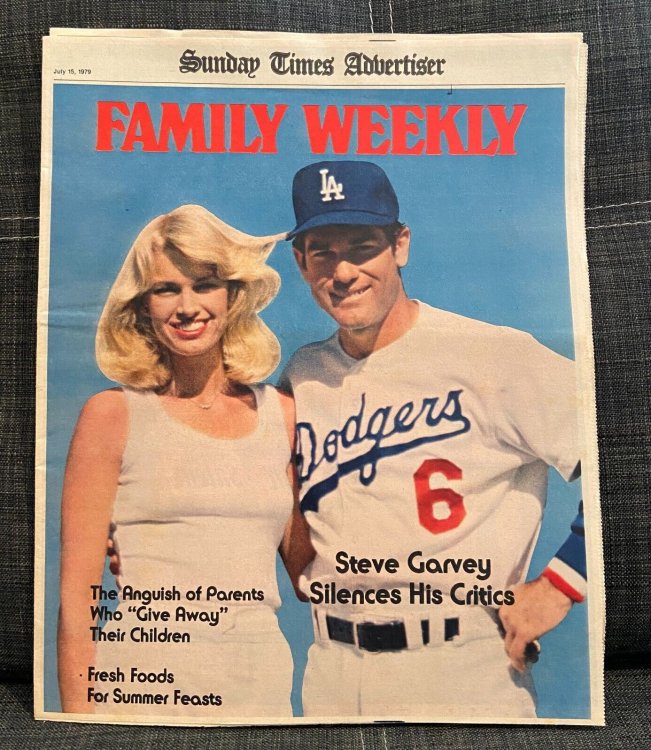 Sunday Times Advertiser
July 15, 1979
FAMILY WEEKLY
LA
Dodgers
6
Steve Garvey
Silences His Critics
The Anguish of Parents
Who "Give Away"
Their Children
Fresh Foods
For Summer Feasts